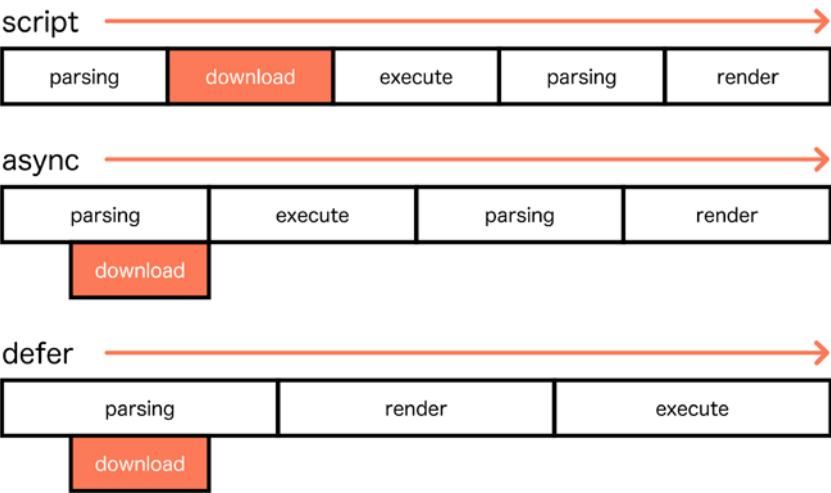 script
parsing download execute parsing render
async
parsing execute parsing render
download
defer
parsing render execute
download